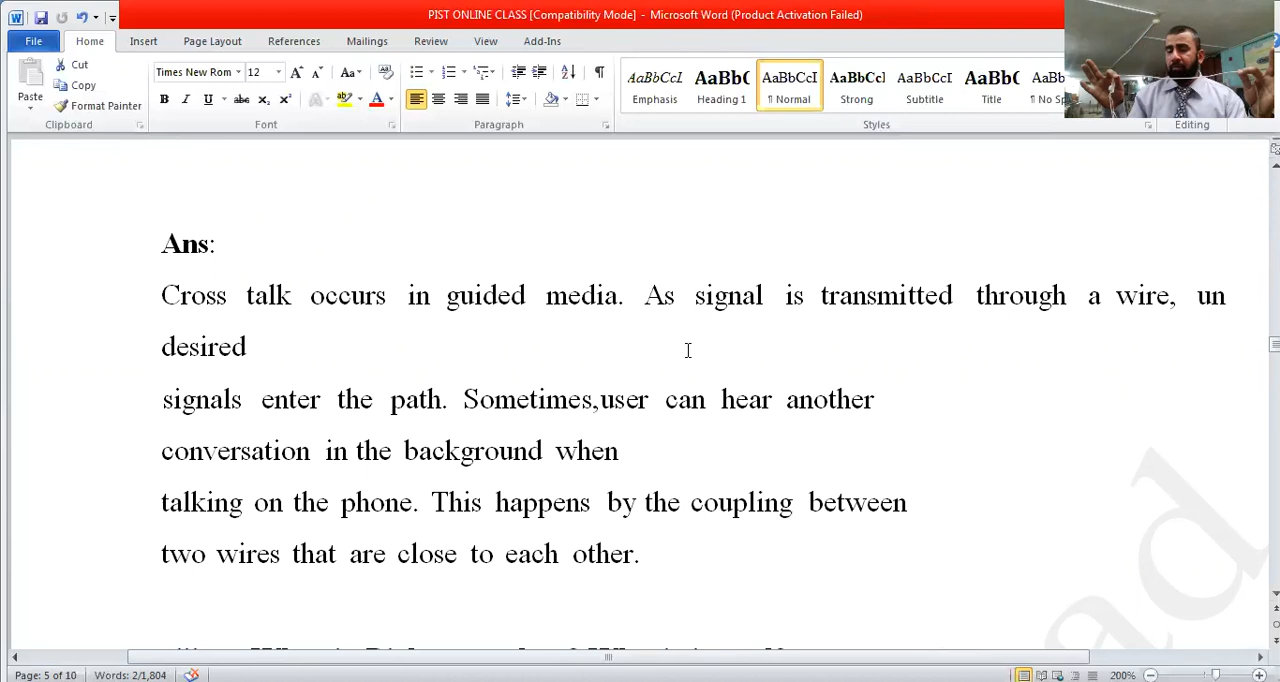 PIST ONLINE CLASS [Compatibility Mode] - Microsoft Word (Product Activation Failed)
File Home Insert Page Layout References Mailings Review View Add-Ins
Paste
Cut
Copy
Format Painter
Clipboard
Times New Rom 12
Font
Paragraph
AaBbCcL AaBbC AaBbCcI AaBbCcl AaBbCcI AaBb( AaBb
Emphasis Heading 1 ¶ Normal Strong Subtitle Title ¶ No Sp
Styles
Editing
Ans:
Cross talk occurs in guided media. As signal is transmitted through a wire, un
desired
signals enter the path. Sometimes,user can hear another
conversation in the background when
talking on the phone. This happens by the coupling between
two wires that are close to each other.
ad
Page: 5 of 10 Words: 2/1,804
200%